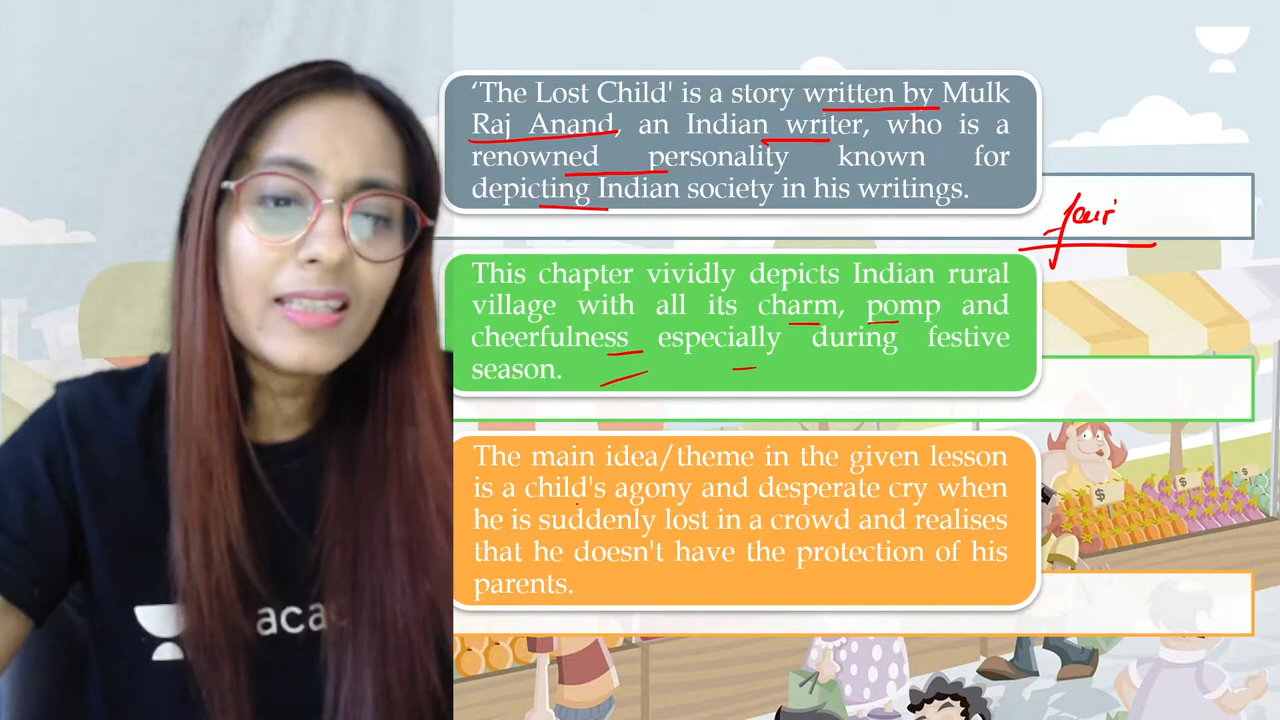 ‘The Lost Child' is a story written by Mulk
Raj Anand, an Indian writer, who is a
renowned personality known for
depicting Indian society in his writings.
fair
This chapter vividly depicts Indian rural
village with all its charm, pomp and
cheerfulness especially during festive
season.
The main idea/theme in the given lesson
is a child's agony and desperate cry when
he is suddenly lost in a crowd and realises
that he doesn't have the protection of his
parents.
$ $ $